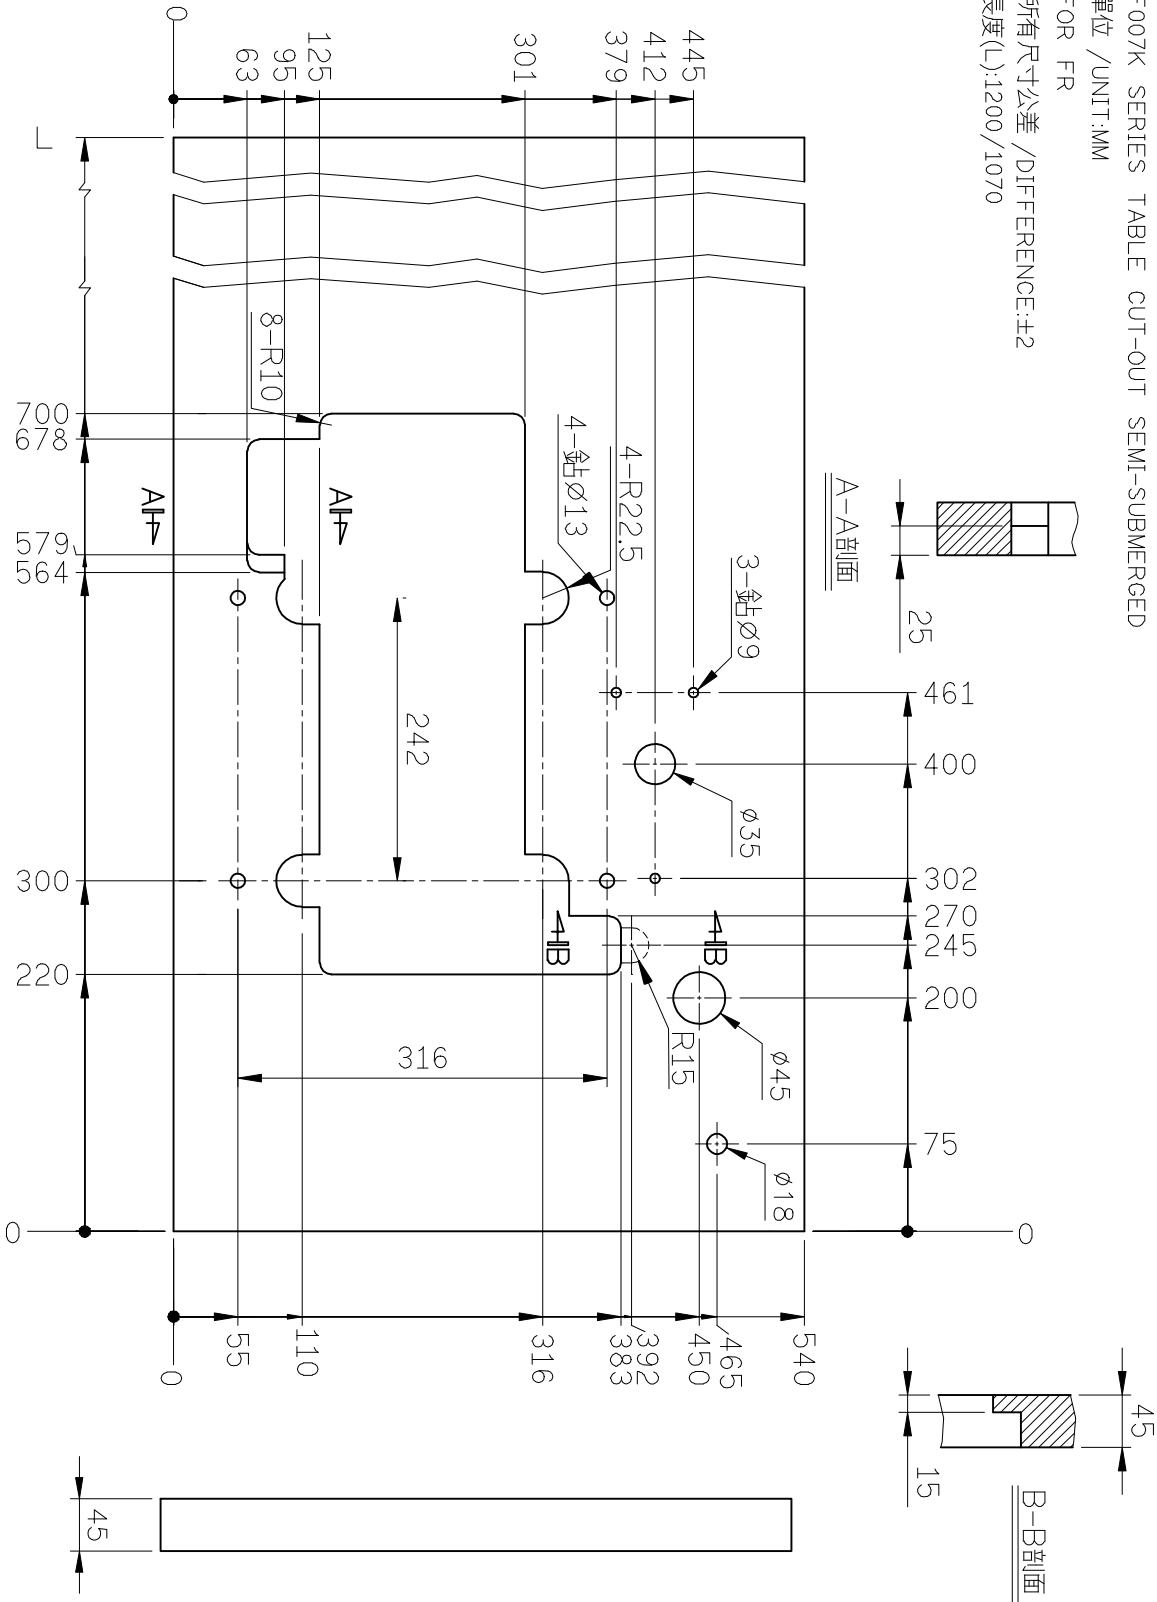 F007K SERIES TABLE CUT-OUT SEMI-SUBMERGED
單位 /UNIT:MM
FOR FR
所有尺寸公差 /DIFFERENCE:±2
長度(L):1200/1070
0
63
95
125
301
379
412
445
L
700
678
579
564
300
220
0
8-R10
A
A
4-鉆Ø13
4-R22.5
3-鉆Ø9
A-A剖面
25
461
400
302
270
245
200
75
0
242
Ø35
B
B
R15
Ø45
Ø18
316
0
55
110
316
383
392
450
465
540
45
15
B-B剖面
45